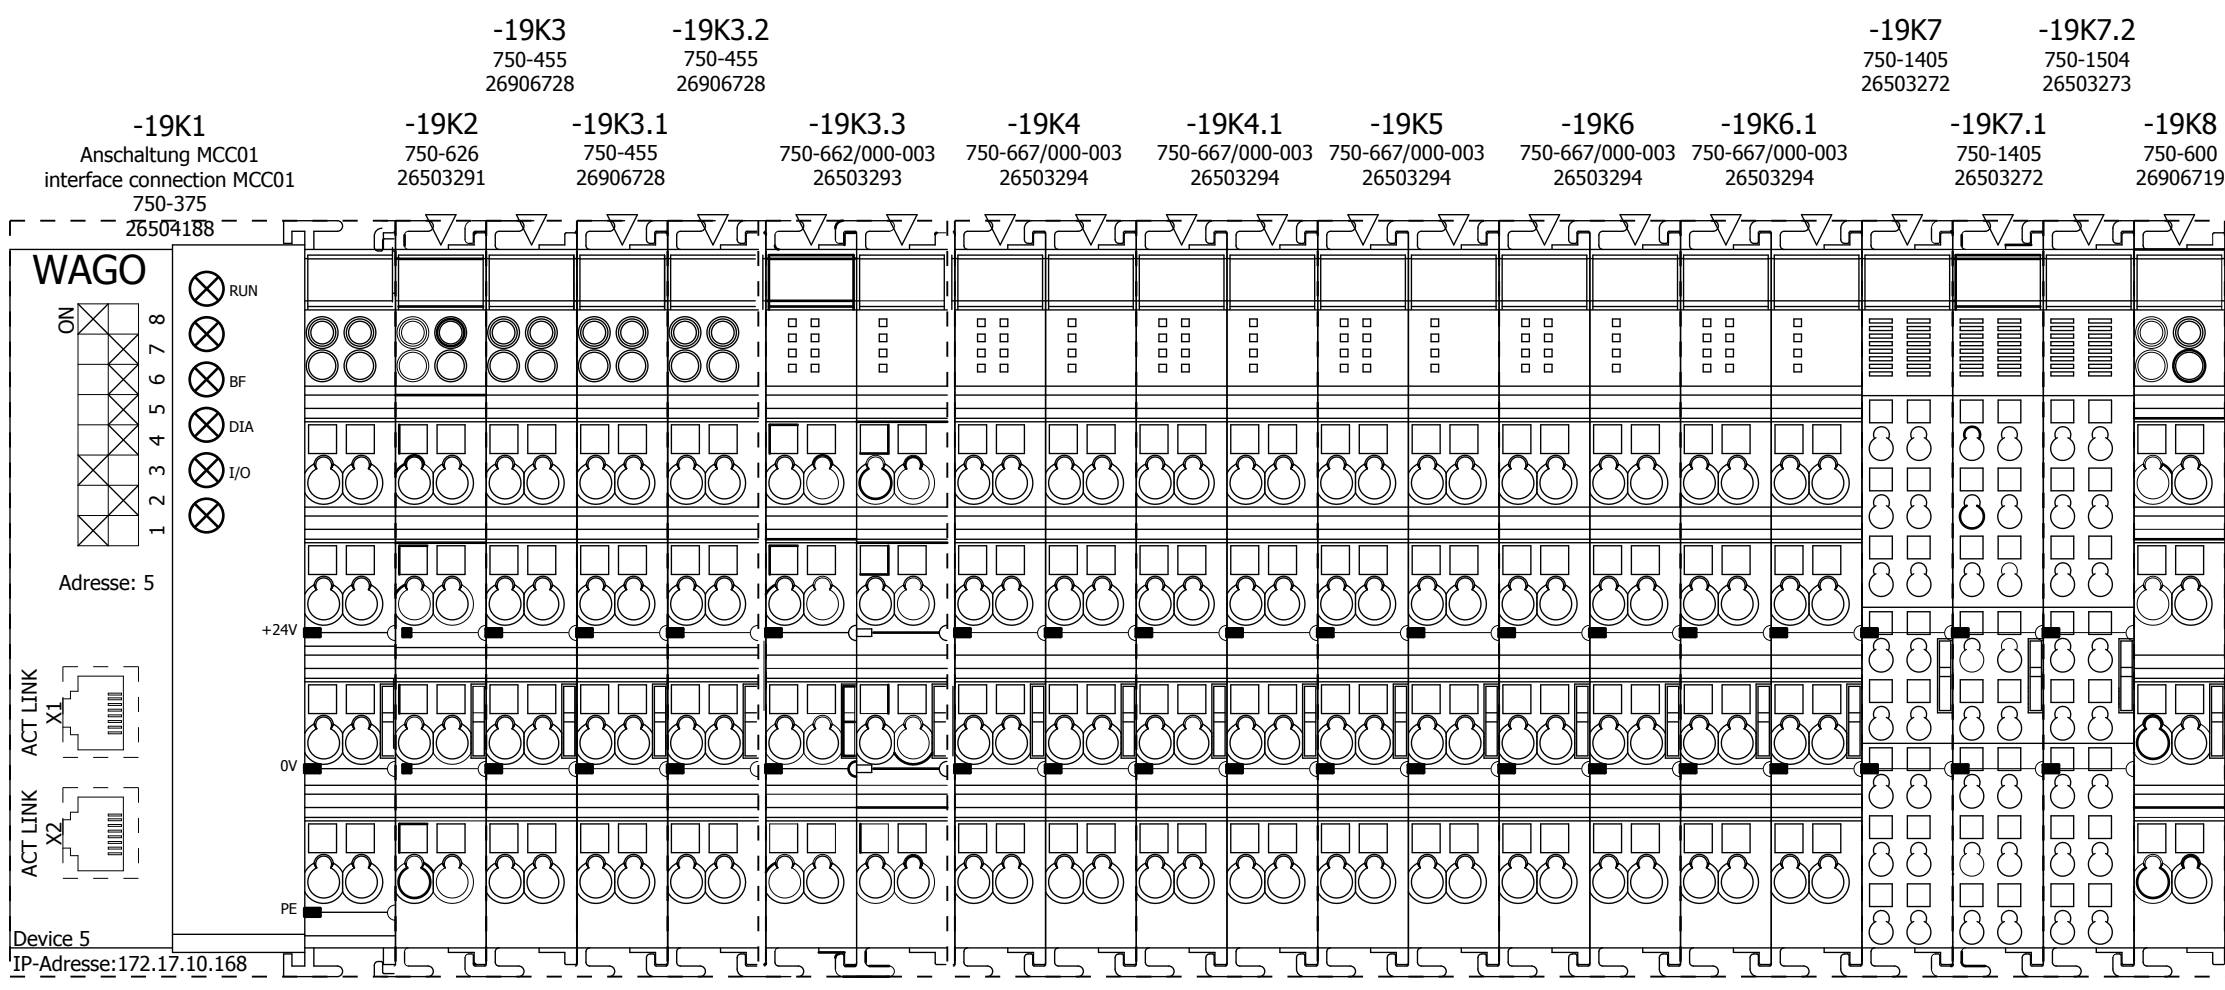 -19K3
750-455
26906728
-19K3.2
750-455
26906728
-19K7
750-1405
26503272
-19K7.2
750-1504
26503273
-19K1
Anschaltung MCC01
interface connection MCC01
750-375
26504188
-19K2
750-626
26503291
-19K3.1
750-455
26906728
-19K3.3
750-662/000-003
26503293
-19K4
750-667/000-003
26503294
-19K4.1
750-667/000-003
26503294
-19K5
750-667/000-003
26503294
-19K6
750-667/000-003
26503294
-19K6.1
750-667/000-003
26503294
-19K7.1
750-1405
26503272
-19K8
750-600
26906719
WAGO
ON
8
7
6
5
4
3
2
1
RUN
BF
DIA
I/O
Adresse: 5
+24V
ACT LINK
X1
0V
ACT LINK
X2
PE
Device 5
IP-Adresse:172.17.10.168